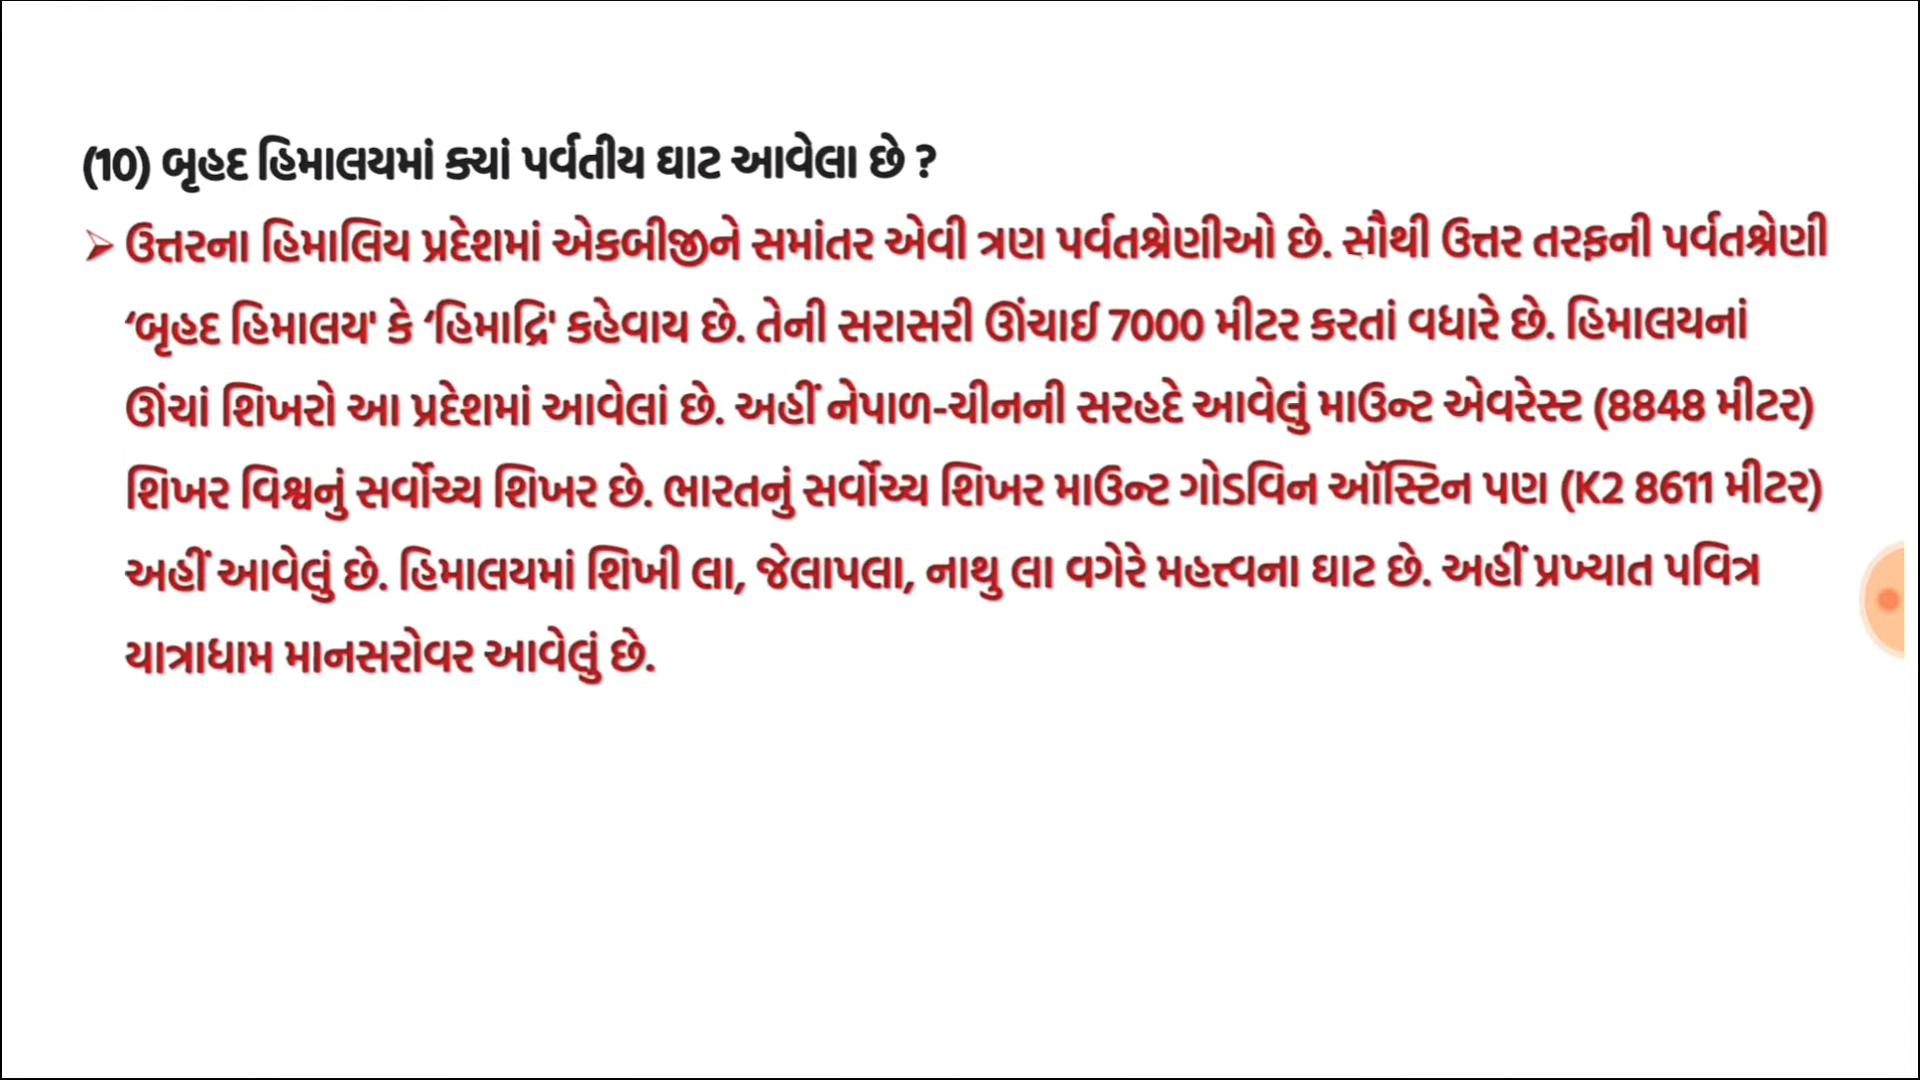 (10) બૃહદ હિમાલયમાં ક્યાં પર્વતીય ઘાટ આવેલા છે ?
➢ ઉત્તરના હિમાલિય પ્રદેશમાં એકબીજીને સમાંતર એવી ત્રણ પર્વતશ્રેણીઓ છે. સૌથી ઉત્તર તરફની પર્વતશ્રેણી
‘બૃહદ હિમાલય' કે ‘હિમાદ્રિ' કહેવાય છે. તેની સરાસરી ઊંચાઈ 7000 મીટર કરતાં વધારે છે. હિમાલયનાં
ઊંચાં શિખરો આ પ્રદેશમાં આવેલાં છે. અહીં નેપાળ-ચીનની સરહદે આવેલું માઉન્ટ એવરેસ્ટ (8848 મીટર)
શિખર વિશ્વનું સર્વોચ્ચ શિખર છે. ભારતનું સર્વોચ્ચ શિખર માઉન્ટ ગોડવિન ઑસ્ટિન પણ (K2 8611 મીટર)
અહીં આવેલું છે. હિમાલયમાં શિખી લા, જેલાપલા, નાથુ લા વગેરે મહત્ત્વના ઘાટ છે. અહીં પ્રખ્યાત પવિત્ર
યાત્રાધામ માનસરોવર આવેલું છે.